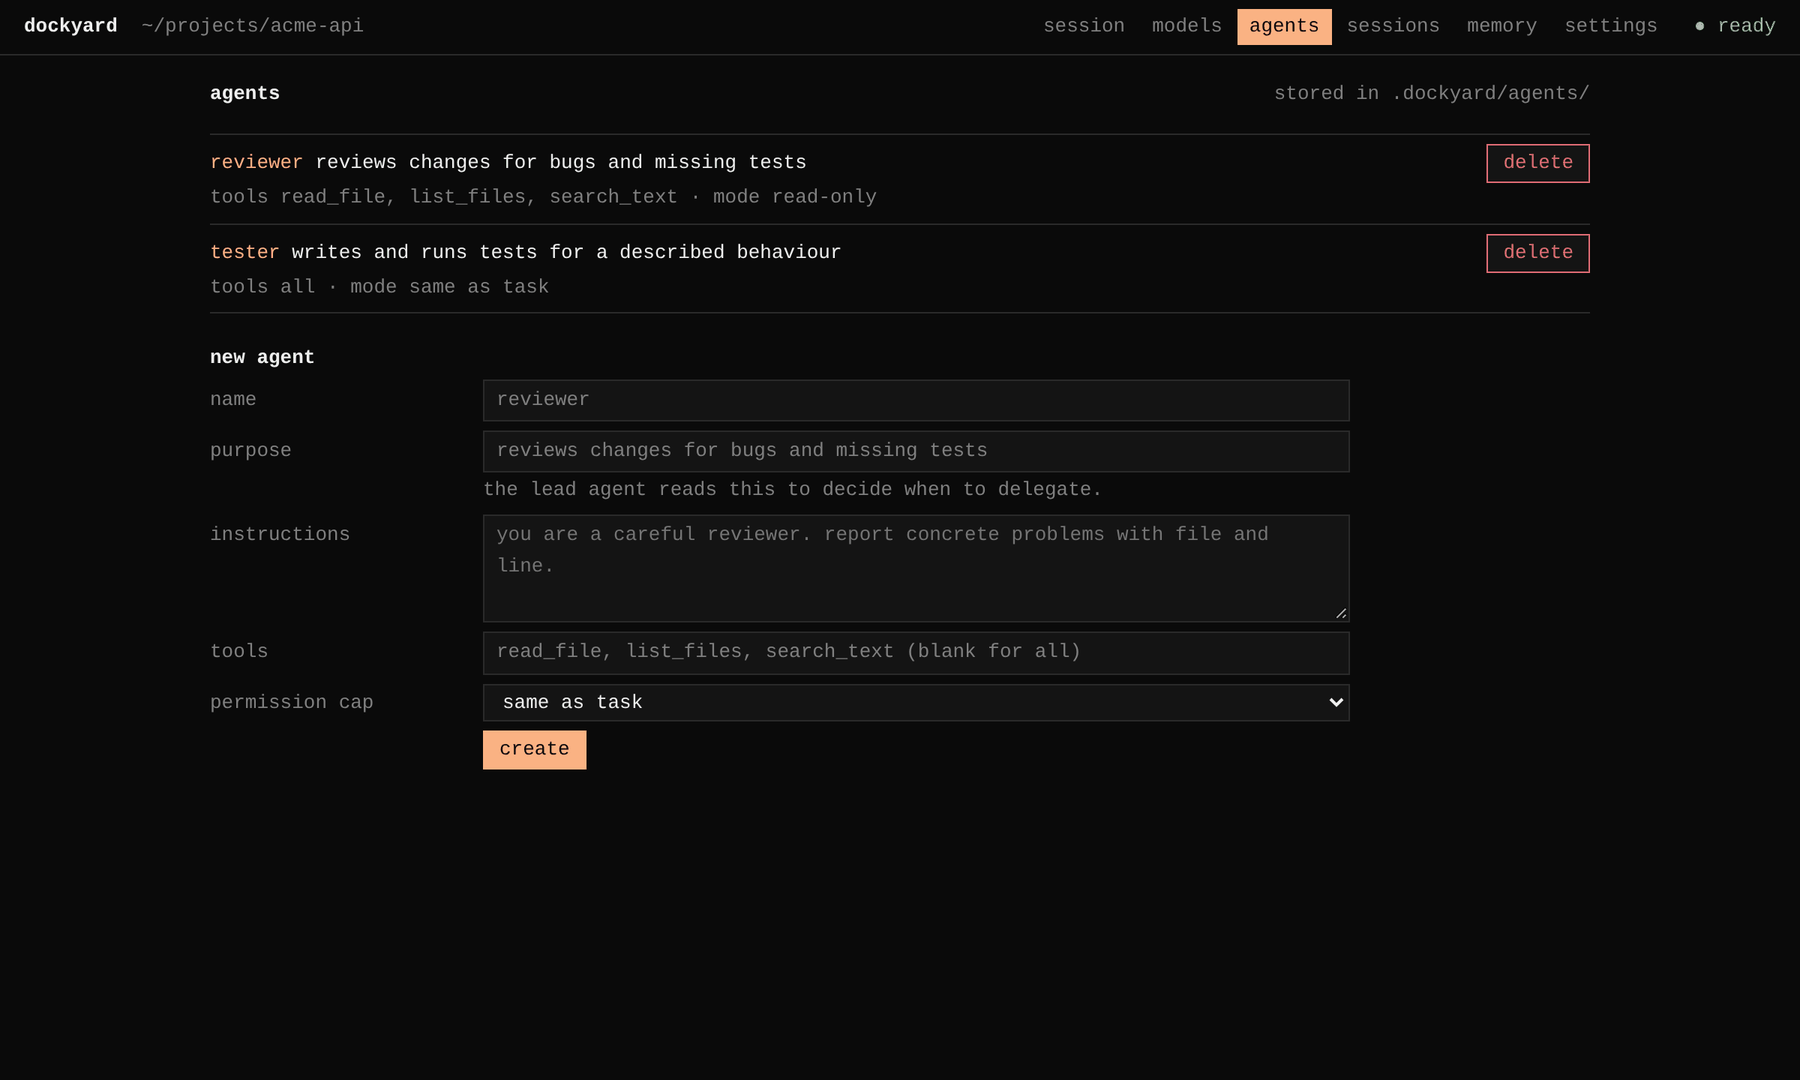 dockyard ~/projects/acme-api session models agents sessions memory settings ● ready
agents stored in .dockyard/agents/
reviewer reviews changes for bugs and missing tests delete
tools read_file, list_files, search_text · mode read-only
tester writes and runs tests for a described behaviour delete
tools all · mode same as task
new agent
name reviewer
purpose reviews changes for bugs and missing tests
the lead agent reads this to decide when to delegate.
instructions you are a careful reviewer. report concrete problems with file and
line.
tools read_file, list_files, search_text (blank for all)
permission cap same as task
create